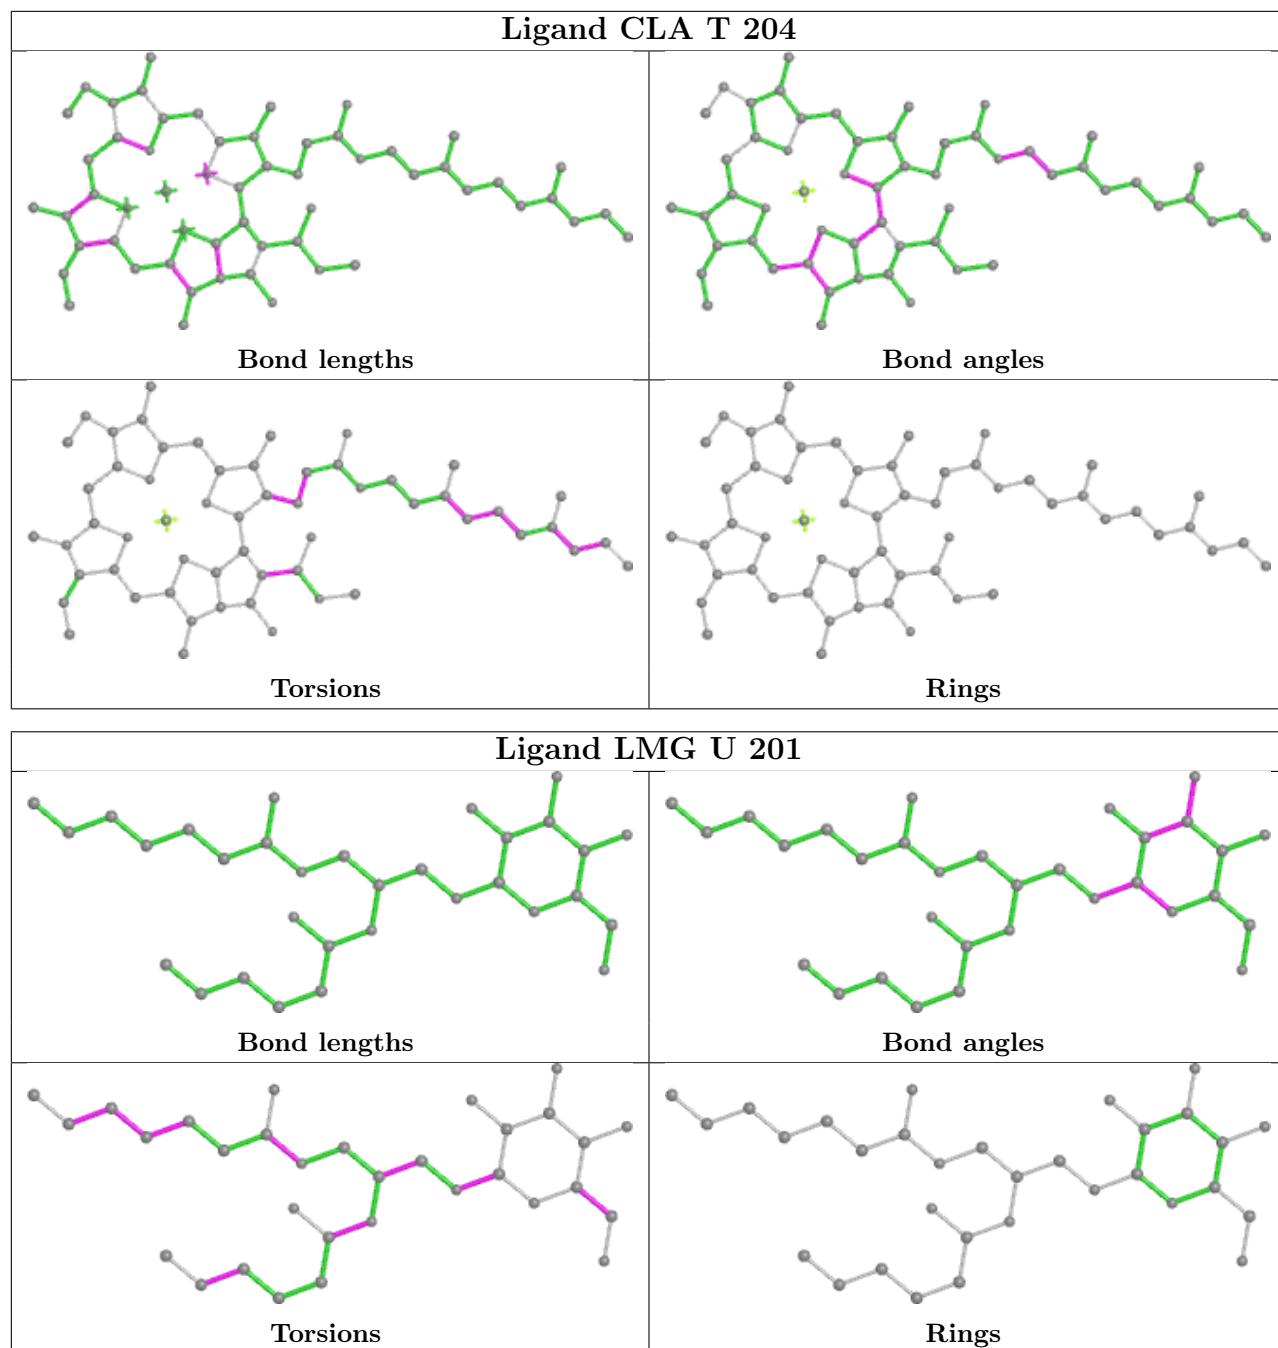 Ligand CLA T 204
Bond lengths
Bond angles
Torsions
Rings
Ligand LMG U 201
Bond lengths
Bond angles
Torsions
Rings